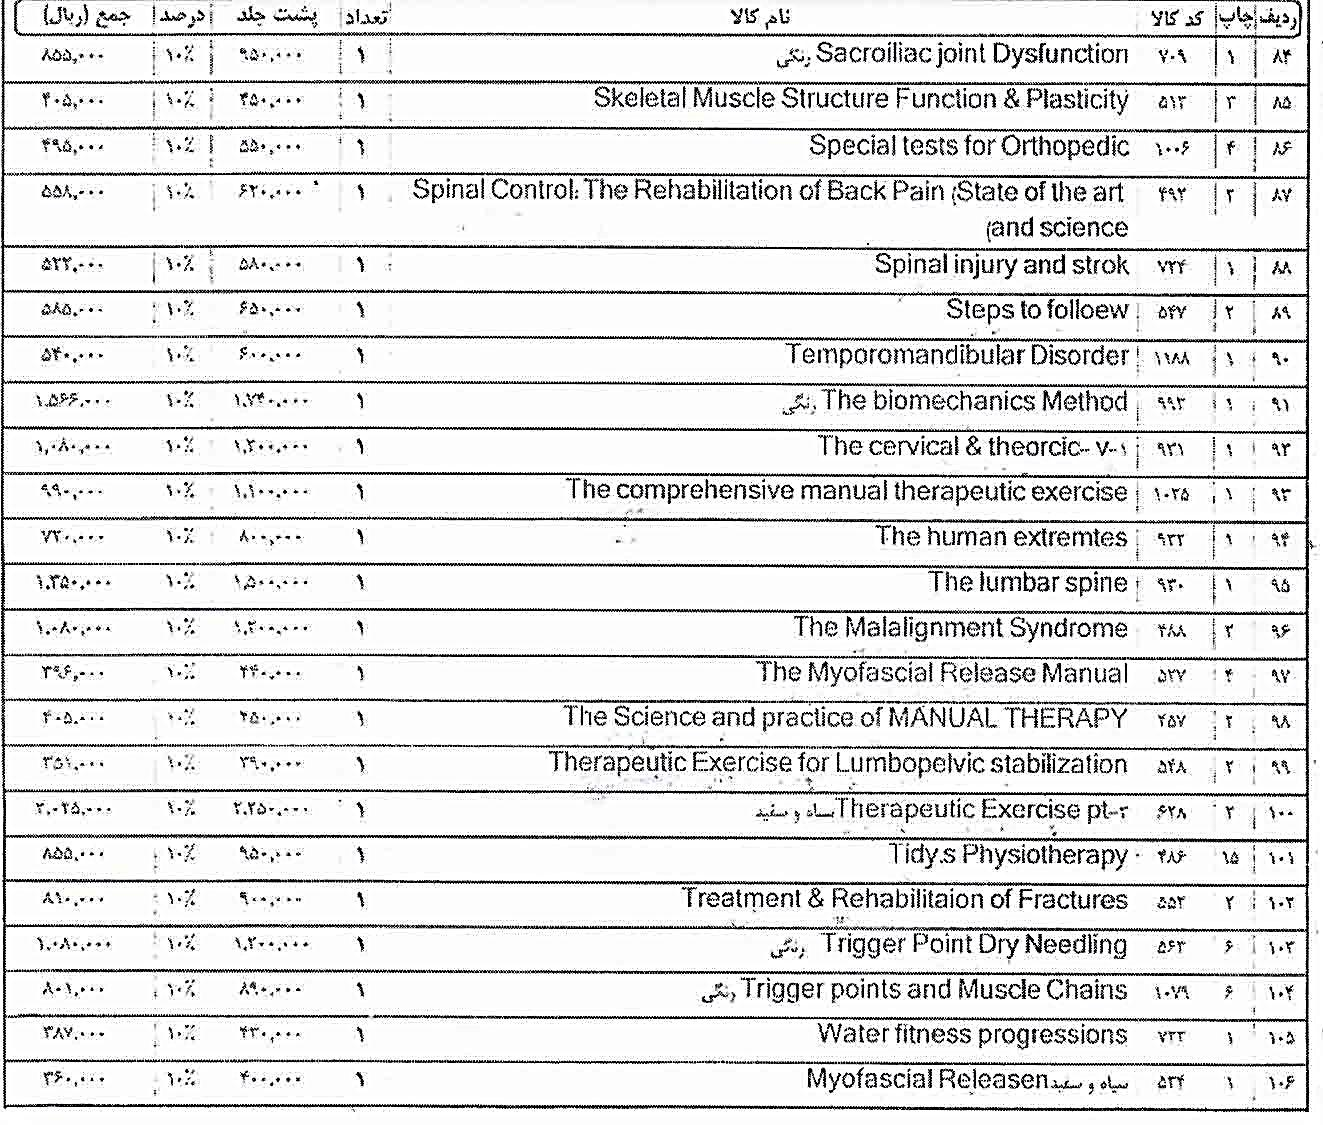 ردیف چاپ کد کالا نام کالا تعداد پشت جلد درصد جمع (ریال)
۸۴ ۱ ۷۰۹ Sacroiliac joint Dysfunction رنگی ۱ ۹۵۰,۰۰۰ ۱۰٪ ۸۵۵,۰۰۰
۸۵ ۳ ۵۱۳ Skeletal Muscle Structure Function & Plasticity ۱ ۴۵۰,۰۰۰ ۱۰٪ ۴۰۵,۰۰۰
۸۶ ۴ ۱۰۰۶ Special tests for Orthopedic ۱ ۵۵۰,۰۰۰ ۱۰٪ ۴۹۵,۰۰۰
۸۷ ۲ ۴۹۲ Spinal Control: The Rehabilitation of Back Pain (State of the art ۱ ۶۲۰,۰۰۰ ۱۰٪ ۵۵۸,۰۰۰
(and science
۸۸ ۱ ۷۲۴ Spinal injury and strok ۱ ۵۸۰,۰۰۰ ۱۰٪ ۵۲۲,۰۰۰
۸۹ ۲ ۵۴۷ Steps to folloew ۱ ۶۵۰,۰۰۰ ۱۰٪ ۵۸۵,۰۰۰
۹۰ ۱ ۱۱۸۸ Temporomandibular Disorder ۱ ۶۰۰,۰۰۰ ۱۰٪ ۵۴۰,۰۰۰
۹۱ ۱ ۹۹۳ The biomechanics Method رنگی ۱ ۱,۷۴۰,۰۰۰ ۱۰٪ ۱,۵۶۶,۰۰۰
۹۲ ۱ ۹۳۱ The cervical & theorcic- v-۱ ۱ ۱,۲۰۰,۰۰۰ ۱۰٪ ۱,۰۸۰,۰۰۰
۹۳ ۱ ۱۰۲۵ The comprehensive manual therapeutic exercise ۱ ۱,۱۰۰,۰۰۰ ۱۰٪ ۹۹۰,۰۰۰
۹۴ ۱ ۹۳۲ The human extremtes ۱ ۸۰۰,۰۰۰ ۱۰٪ ۷۲۰,۰۰۰
۹۵ ۱ ۹۳۰ The lumbar spine ۱ ۱,۵۰۰,۰۰۰ ۱۰٪ ۱,۳۵۰,۰۰۰
۹۶ ۲ ۴۸۸ The Malalignment Syndrome ۱ ۱,۲۰۰,۰۰۰ ۱۰٪ ۱,۰۸۰,۰۰۰
۹۷ ۴ ۵۲۷ The Myofascial Release Manual ۱ ۴۴۰,۰۰۰ ۱۰٪ ۳۹۶,۰۰۰
۹۸ ۲ ۴۵۷ The Science and practice of MANUAL THERAPY ۱ ۴۵۰,۰۰۰ ۱۰٪ ۴۰۵,۰۰۰
۹۹ ۲ ۵۴۸ Therapeutic Exercise for Lumbopelvic stabilization ۱ ۳۹۰,۰۰۰ ۱۰٪ ۳۵۱,۰۰۰
۱۰۰ ۲ ۶۲۸ Therapeutic Exercise pt-۲ سیاه و سفید ۱ ۲,۲۵۰,۰۰۰ ۱۰٪ ۲,۰۲۵,۰۰۰
۱۰۱ ۱۵ ۴۸۶ Tidy.s Physiotherapy ۱ ۹۵۰,۰۰۰ ۱۰٪ ۸۵۵,۰۰۰
۱۰۲ ۲ ۵۵۲ Treatment & Rehabilitaion of Fractures ۱ ۹۰۰,۰۰۰ ۱۰٪ ۸۱۰,۰۰۰
۱۰۳ ۶ ۵۶۳ Trigger Point Dry Needling رنگی ۱ ۱,۲۰۰,۰۰۰ ۱۰٪ ۱,۰۸۰,۰۰۰
۱۰۴ ۶ ۱۰۷۹ Trigger points and Muscle Chains رنگی ۱ ۸۹۰,۰۰۰ ۱۰٪ ۸۰۱,۰۰۰
۱۰۵ ۱ ۷۲۲ Water fitness progressions ۱ ۴۳۰,۰۰۰ ۱۰٪ ۳۸۷,۰۰۰
۱۰۶ ۱ ۵۳۴ سیاه و سفید Myofascial Releasen ۱ ۴۰۰,۰۰۰ ۱۰٪ ۳۶۰,۰۰۰